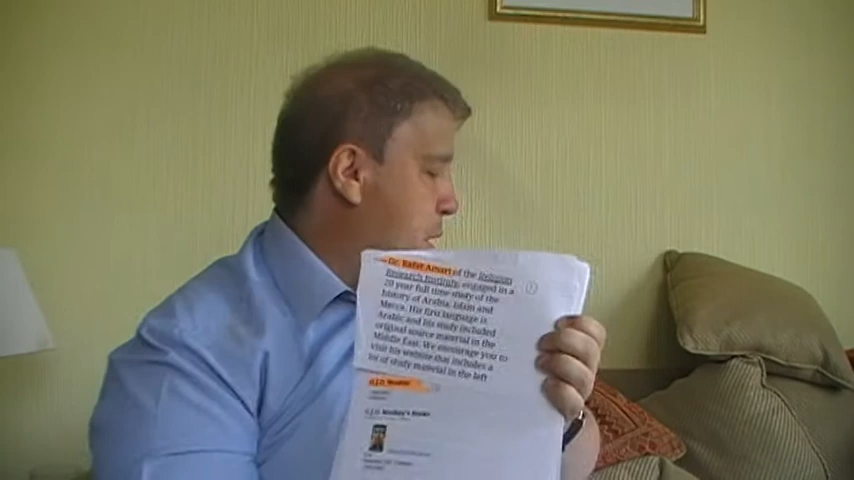 Dr. Rafat Amari of the Religion
Research Institute, engaged in a
20 year full time study of the
history of Arabia, Islam and
Mecca. His first language is
Arabic and his study included
original source material in the
Middle East. We encourage you to
visit his website that includes a
lot of study material in the left